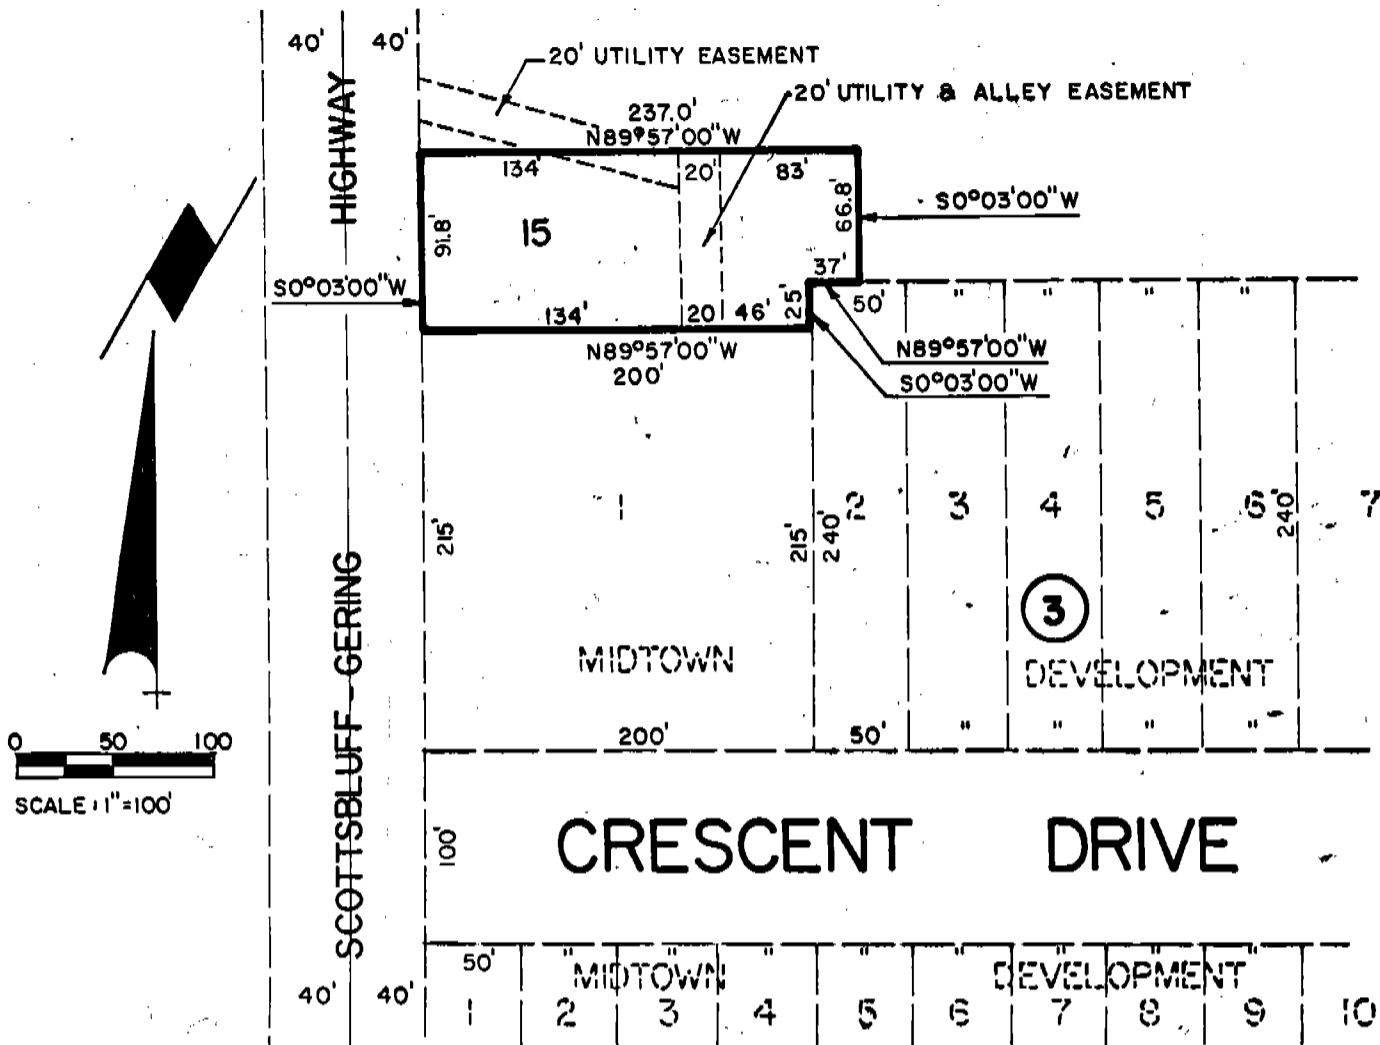 40' 40'
20' UTILITY EASEMENT
20' UTILITY & ALLEY EASEMENT
237.0'
N89°57'00"W
134' 20' 83'
HIGHWAY
91.8'
15
66.8'
S0°03'00"W
S0°03'00"W
37'
25'
134' 20 46'
50' " " " "
N89°57'00"W
200'
N89°57'00"W
S0°03'00"W
1 2 3 4 5 6 7
215' 215' 240' 240'
SCOTTSBLUFF - GERING
3
MIDTOWN DEVELOPMENT
200' 50' " " " "
0 50 100
SCALE: 1"=100'
100'
CRESCENT DRIVE
50' " " " " " " " "
MIDTOWN DEVELOPMENT
40' 40'
1 2 3 4 5 6 7 8 9 10